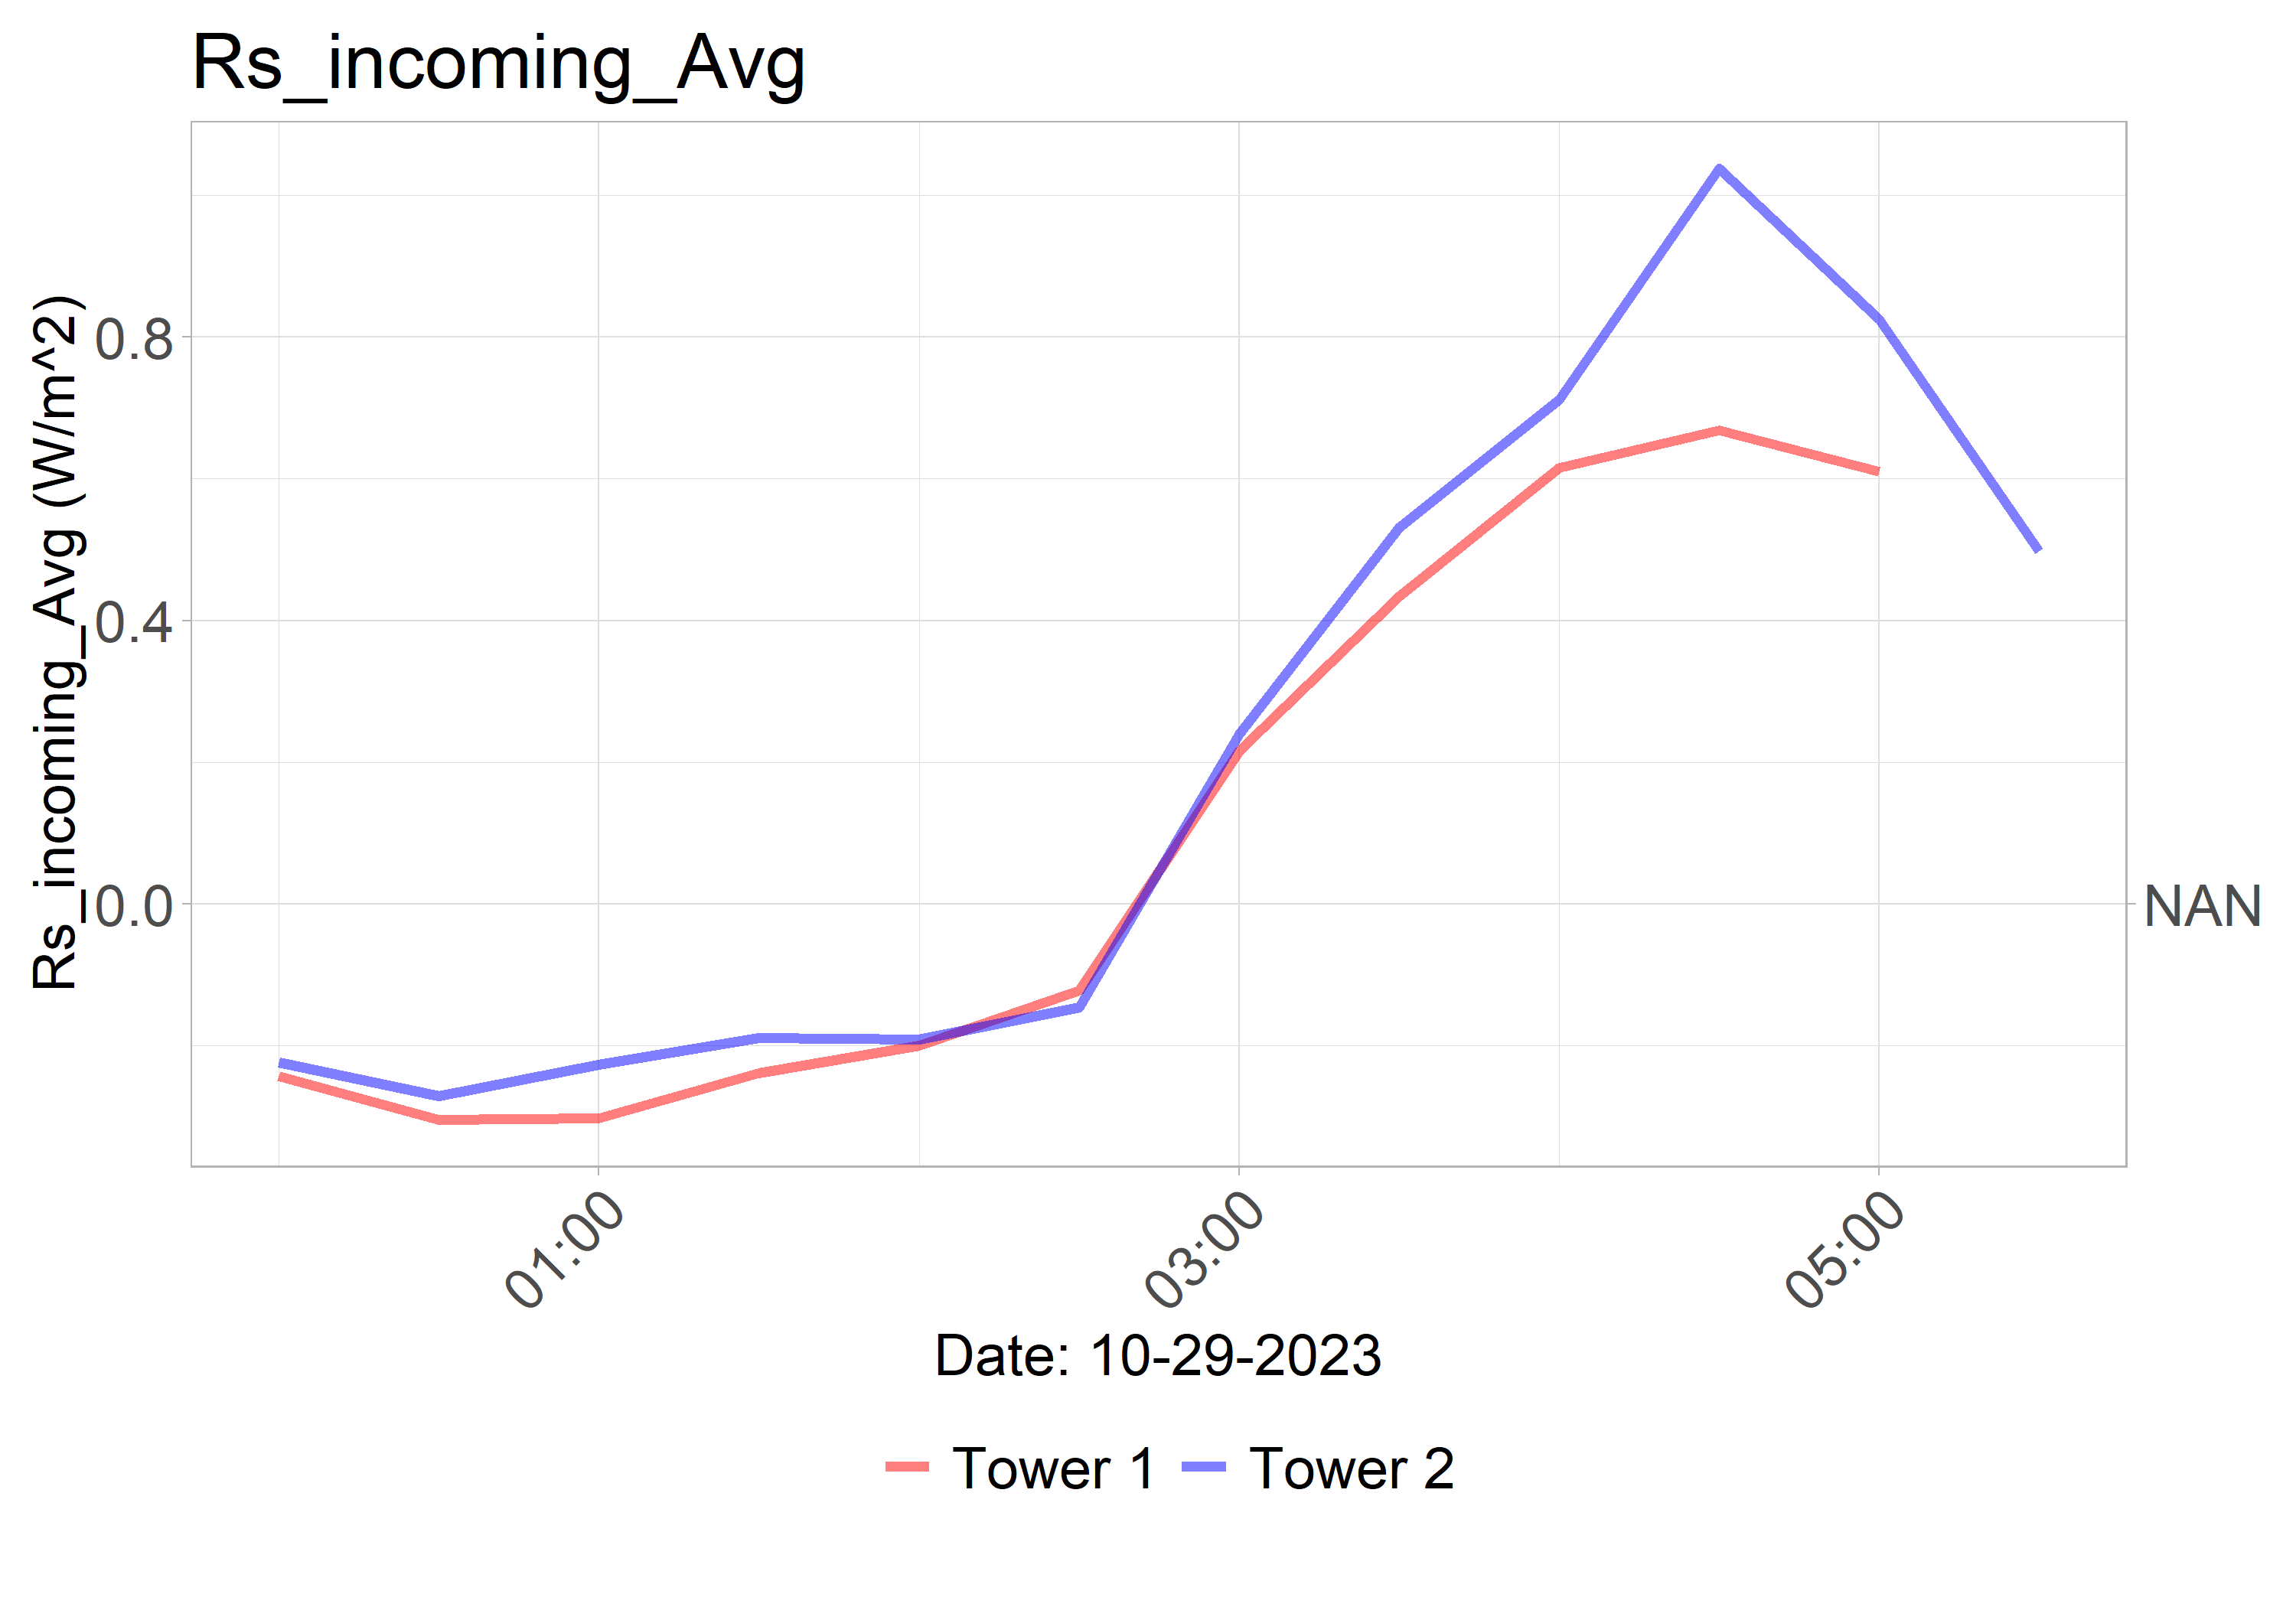 Rs_incoming_Avg
Rs_incoming_Avg (W/m^2)
0.8
0.4
0.0
NAN
01:00
03:00
05:00
Date: 10-29-2023
Tower 1
Tower 2